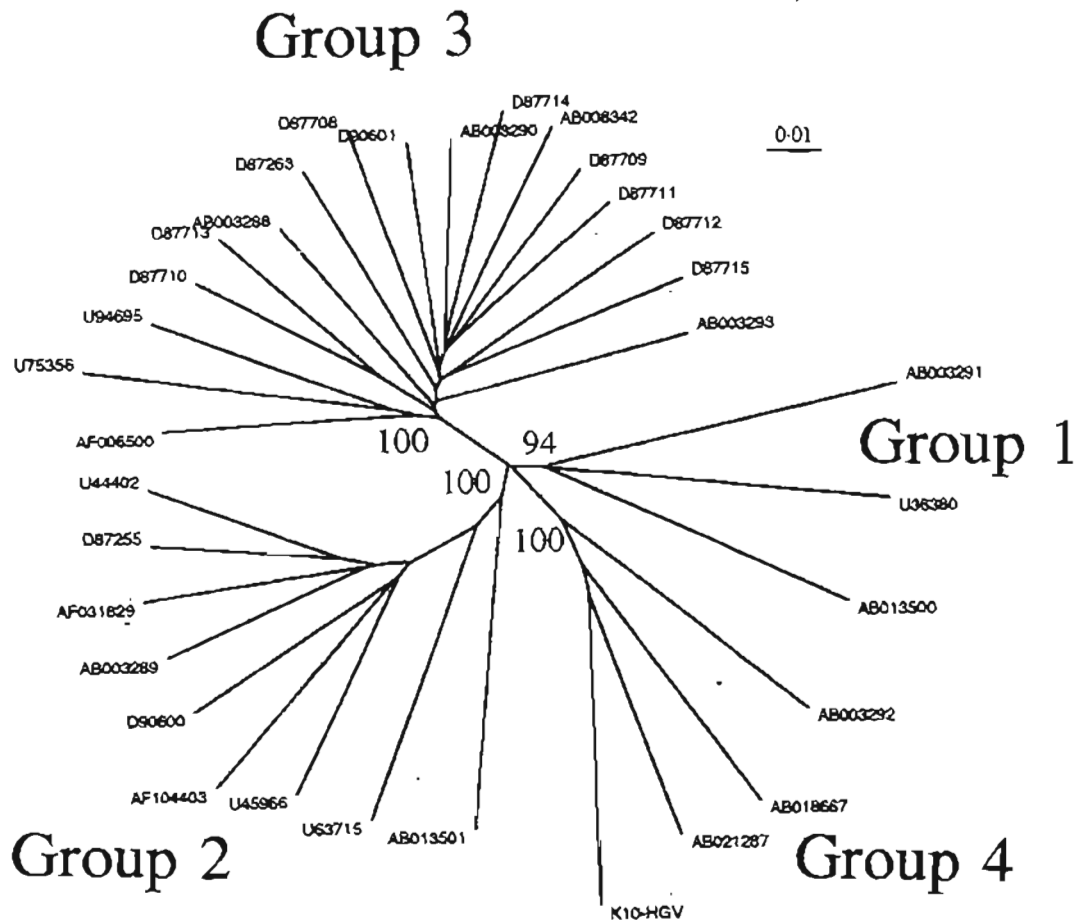 Group 3
D87714
D87708
D90601
AB003290
AB008342
0·01
D87263
D87709
D87711
AB003288
D87713
D87712
D87710
D87715
U94695
AB003293
U75356
AB003291
AF006500
100
94
Group 1
U44402
100
U36380
D87255
100
AF031829
AB013500
AB003289
D90600
AB003292
AF104403
U45966
AB018667
U63715
AB013501
AB021287
Group 2
Group 4
K10-HGV